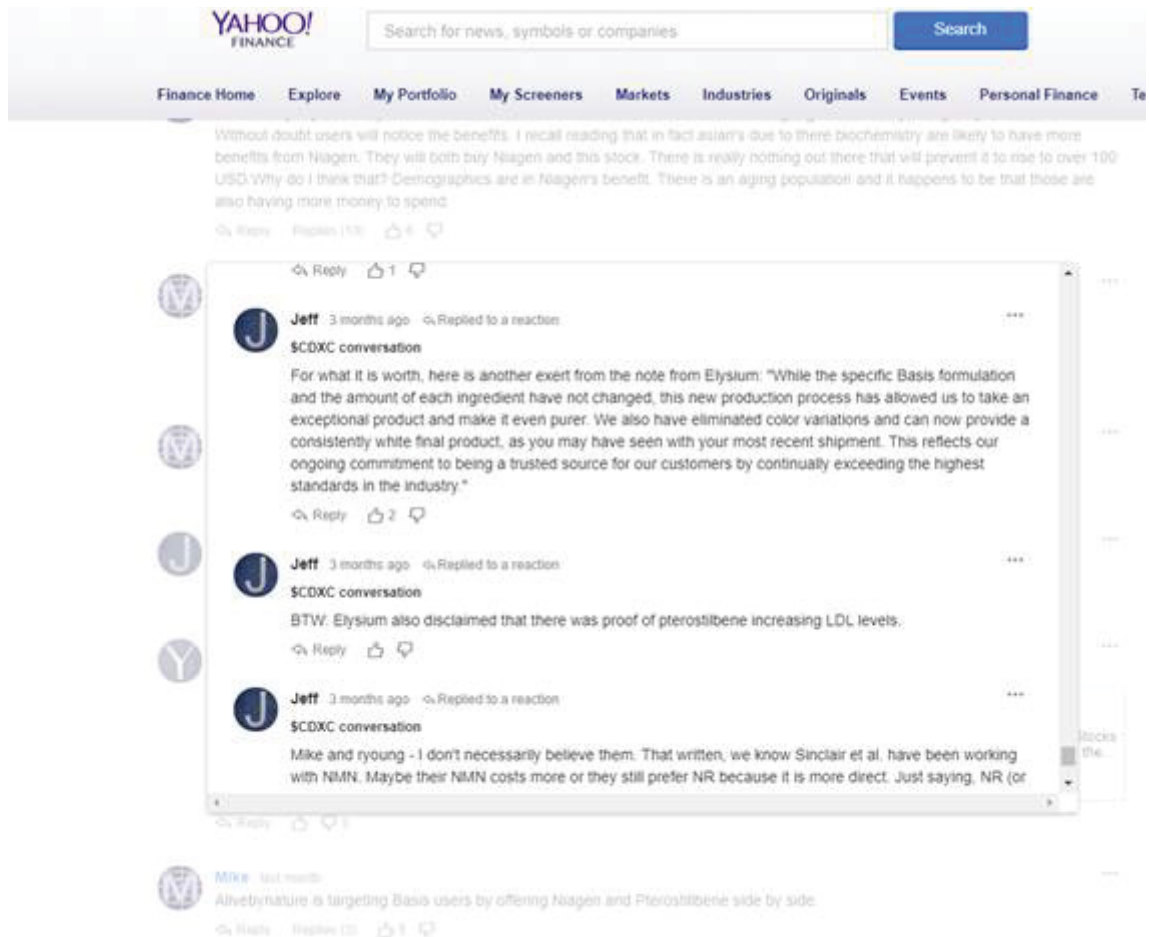 YAHOO!
FINANCE
Search for news, symbols or companies
Search
Finance Home Explore My Portfolio My Screeners Markets Industries Originals Events Personal Finance Te
Without doubt users will notice the benefits. I recall reading that in fact asian's due to there biochemistry are likely to have more
benefits from Niagen. They will both buy Niagen and this stock. There is really nothing out there that will prevent it to rise to over 100
USD.Why do I think that? Demographics are in Niagen's benefit. There is an aging population and it happens to be that those are
also having more money to spend.
Reply Replies (13) 6
Reply 1
M
J Jeff 3 months ago Replied to a reaction ...
$CDXC conversation
For what it is worth, here is another exert from the note from Elysium: "While the specific Basis formulation
and the amount of each ingredient have not changed, this new production process has allowed us to take an
exceptional product and make it even purer. We also have eliminated color variations and can now provide a
consistently white final product, as you may have seen with your most recent shipment. This reflects our
ongoing commitment to being a trusted source for our customers by continually exceeding the highest
standards in the industry."
Reply 2
M
J
J Jeff 3 months ago Replied to a reaction ...
$CDXC conversation
BTW: Elysium also disclaimed that there was proof of pterostilbene increasing LDL levels.
Reply
Y
J Jeff 3 months ago Replied to a reaction ...
$CDXC conversation
Mike and ryoung - I don't necessarily believe them. That written, we know Sinclair et al. have been working
with NMN. Maybe their NMN costs more or they still prefer NR because it is more direct. Just saying, NR (or
tocks
the...
Reply
M Mike last month
Alivebynature is targeting Basis users by offering Niagen and Pterostilbene side by side.
Reply Replies (2) 1